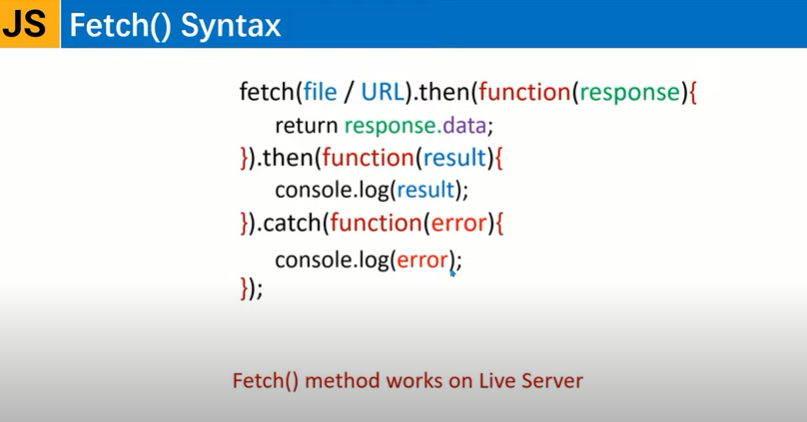 JS Fetch() Syntax
fetch(file / URL).then(function(response){
return response.data;
}).then(function(result){
console.log(result);
}).catch(function(error){
console.log(error);
});
Fetch() method works on Live Server